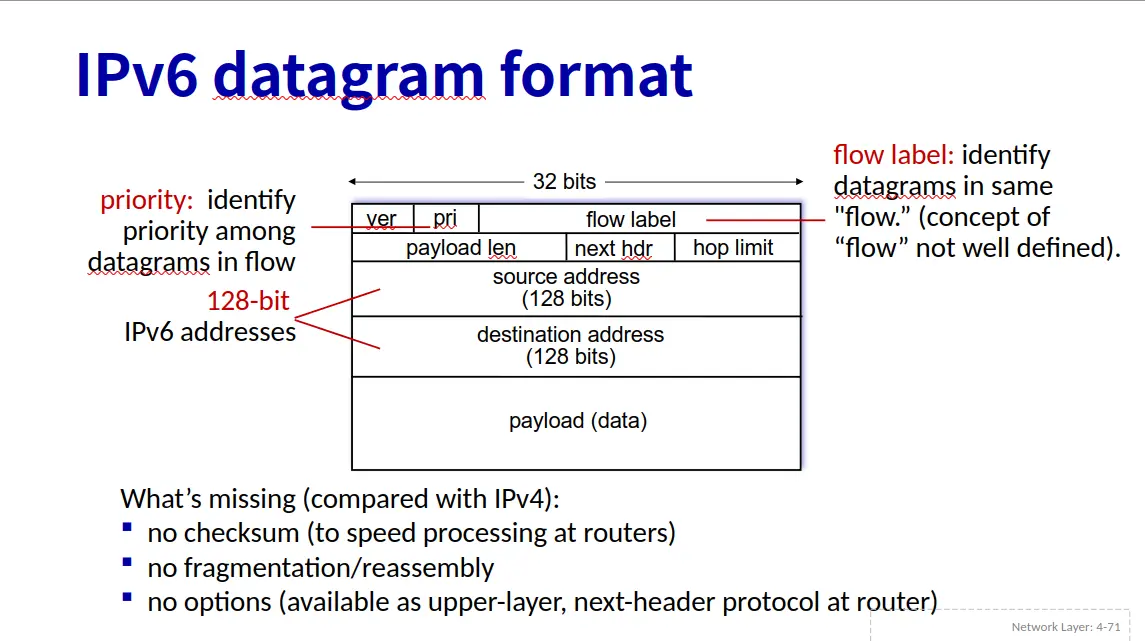 IPv6 datagram format
priority: identify
priority among
datagrams in flow
128-bit
IPv6 addresses
32 bits
ver pri flow label
payload len next hdr hop limit
source address
(128 bits)
destination address
(128 bits)
payload (data)
flow label: identify
datagrams in same
"flow.” (concept of
“flow” not well defined).
What’s missing (compared with IPv4):
▪ no checksum (to speed processing at routers)
▪ no fragmentation/reassembly
▪ no options (available as upper-layer, next-header protocol at router)
Network Layer: 4-71